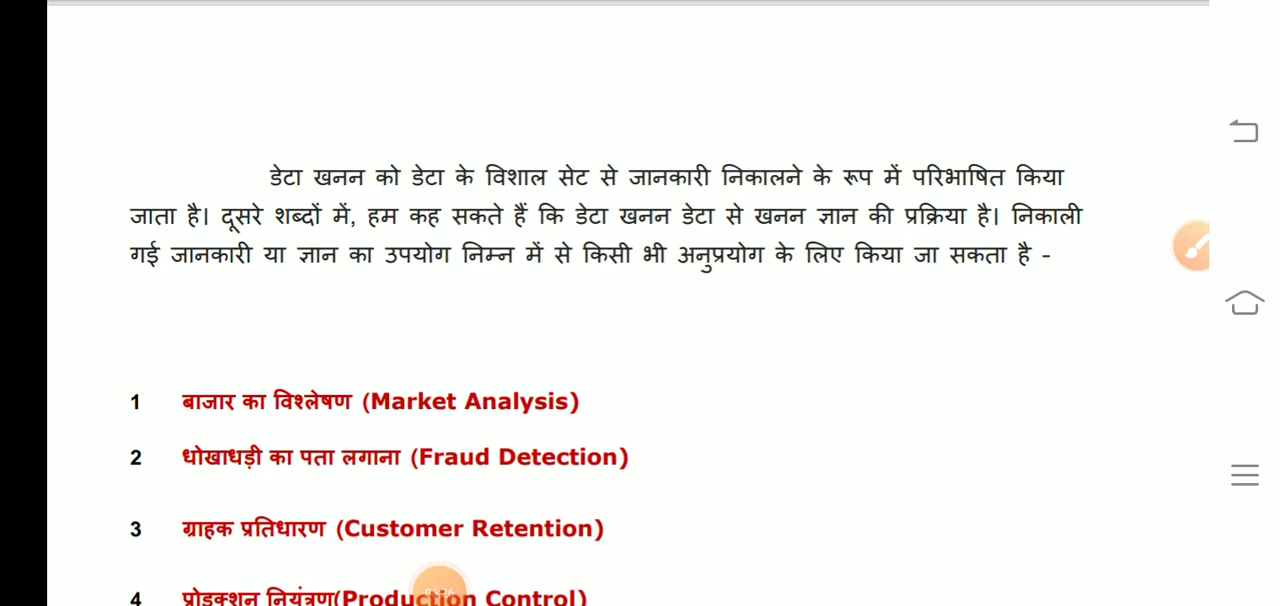 डेटा खनन को डेटा के विशाल सेट से जानकारी निकालने के रूप में परिभाषित किया
जाता है। दूसरे शब्दों में, हम कह सकते हैं कि डेटा खनन डेटा से खनन ज्ञान की प्रक्रिया है। निकाली
गई जानकारी या ज्ञान का उपयोग निम्न में से किसी भी अनुप्रयोग के लिए किया जा सकता है -
1 बाजार का विश्लेषण (Market Analysis)
2 धोखाधड़ी का पता लगाना (Fraud Detection)
3 ग्राहक प्रतिधारण (Customer Retention)
4 प्रोडक्शन नियंत्रण(Production Control)